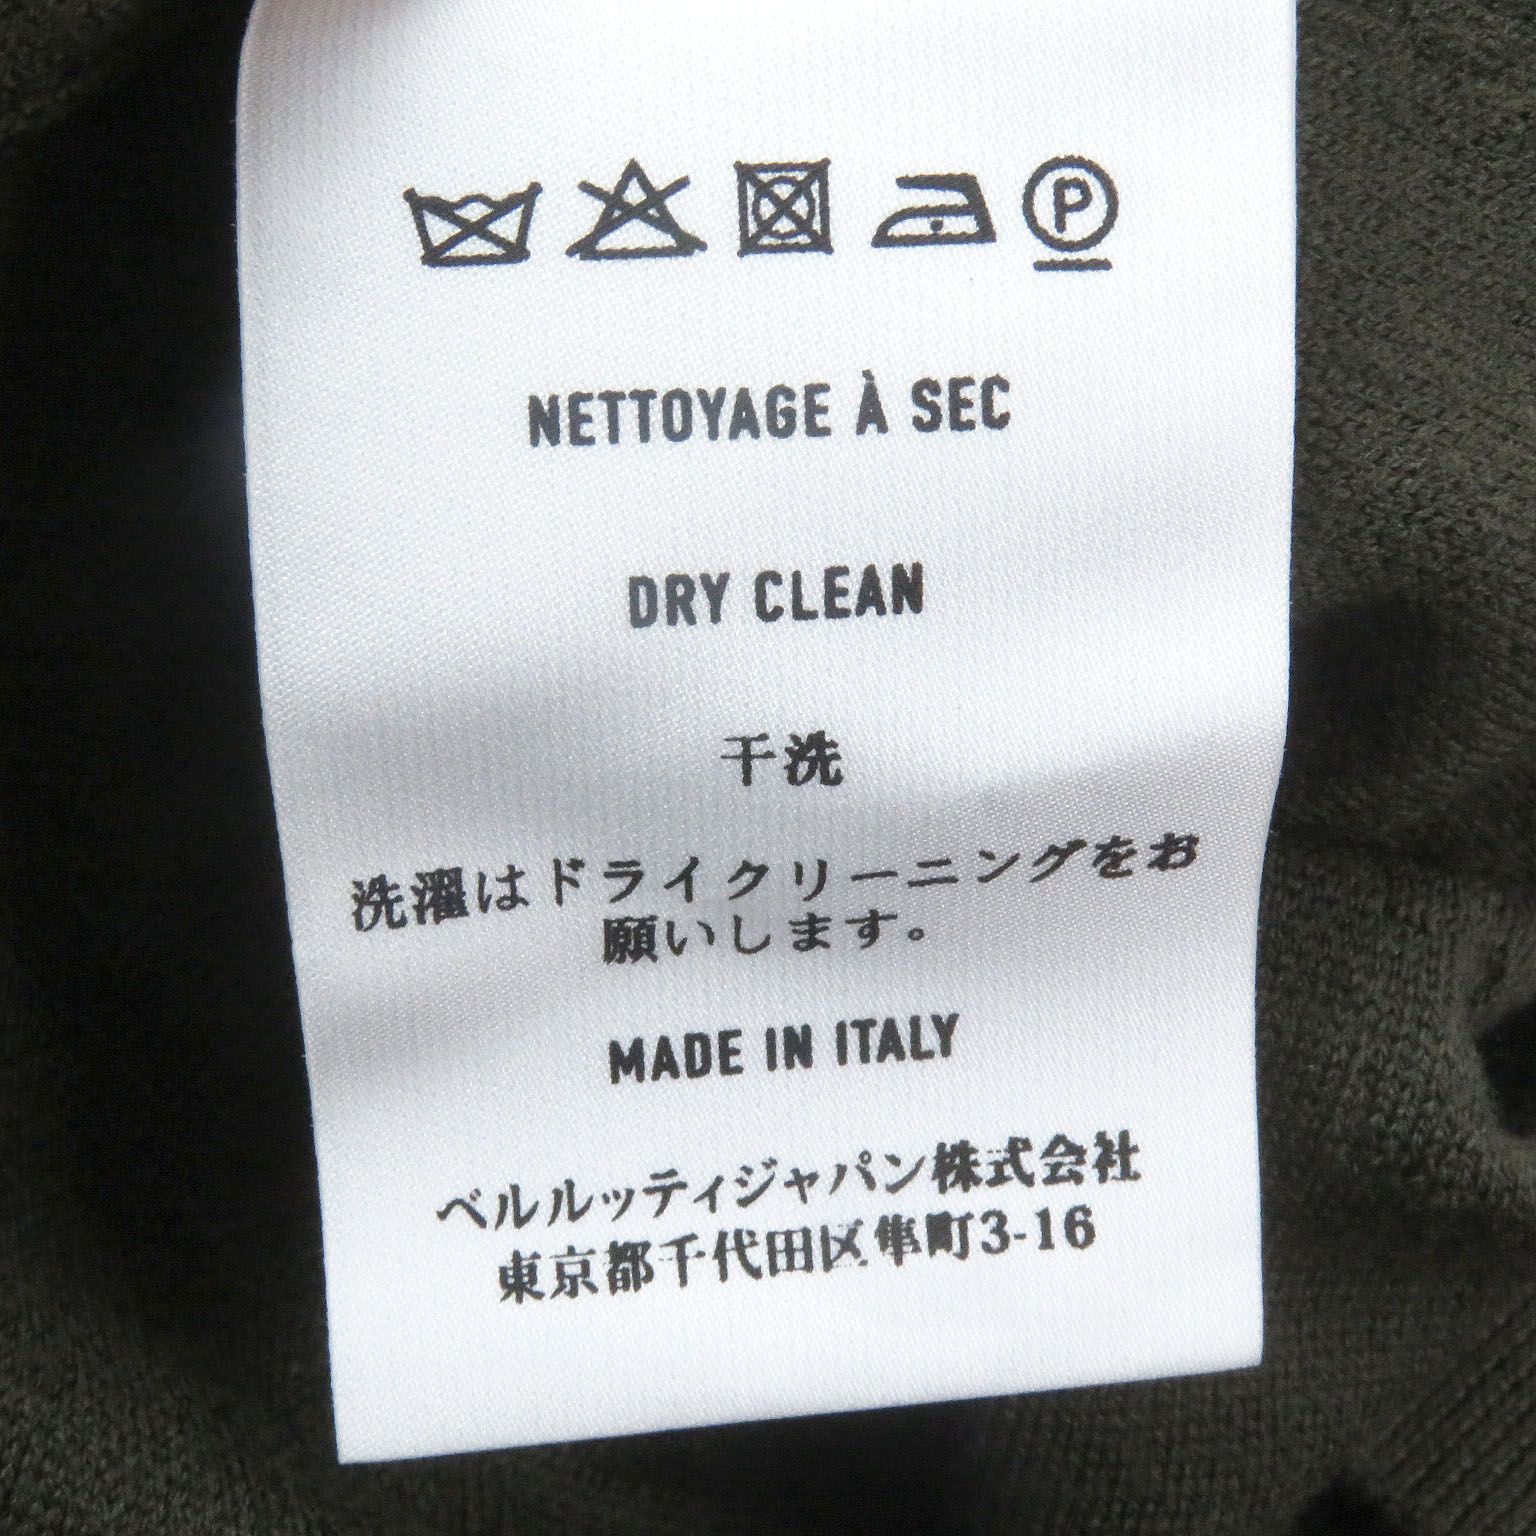 P
NETTOYAGE À SEC
DRY CLEAN
干洗
洗濯はドライクリーニングをお
願いします。
MADE IN ITALY
ベルルッティジャパン株式会社
東京都千代田区隼町3-16